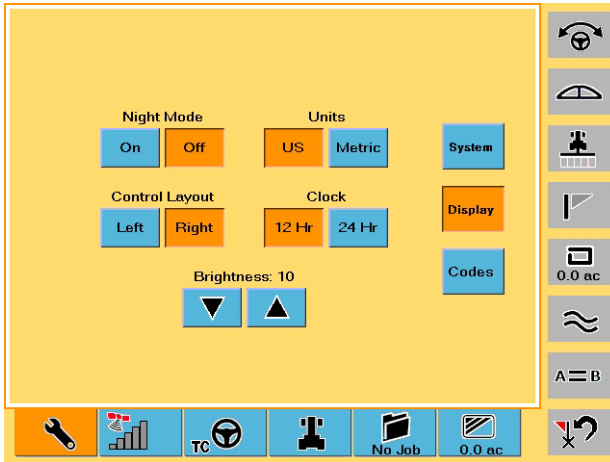 Night Mode
On Off
Units
US Metric
System
Control Layout
Left Right
Clock
12 Hr 24 Hr
Display
Brightness: 10
Codes
0.0 ac
A B
TC
No Job
0.0 ac